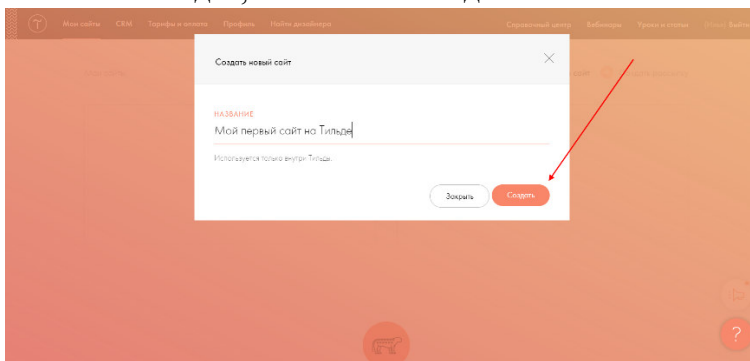 Мои сайты CRM Тарифы и оплата Профиль Найти дизайнера Справочный центр Вебинары Уроки и статьи Выйти
Создать новый сайт
НАЗВАНИЕ
Мой первый сайт на Тильде
Используется только внутри Тильды.
Закрыть Создать
?